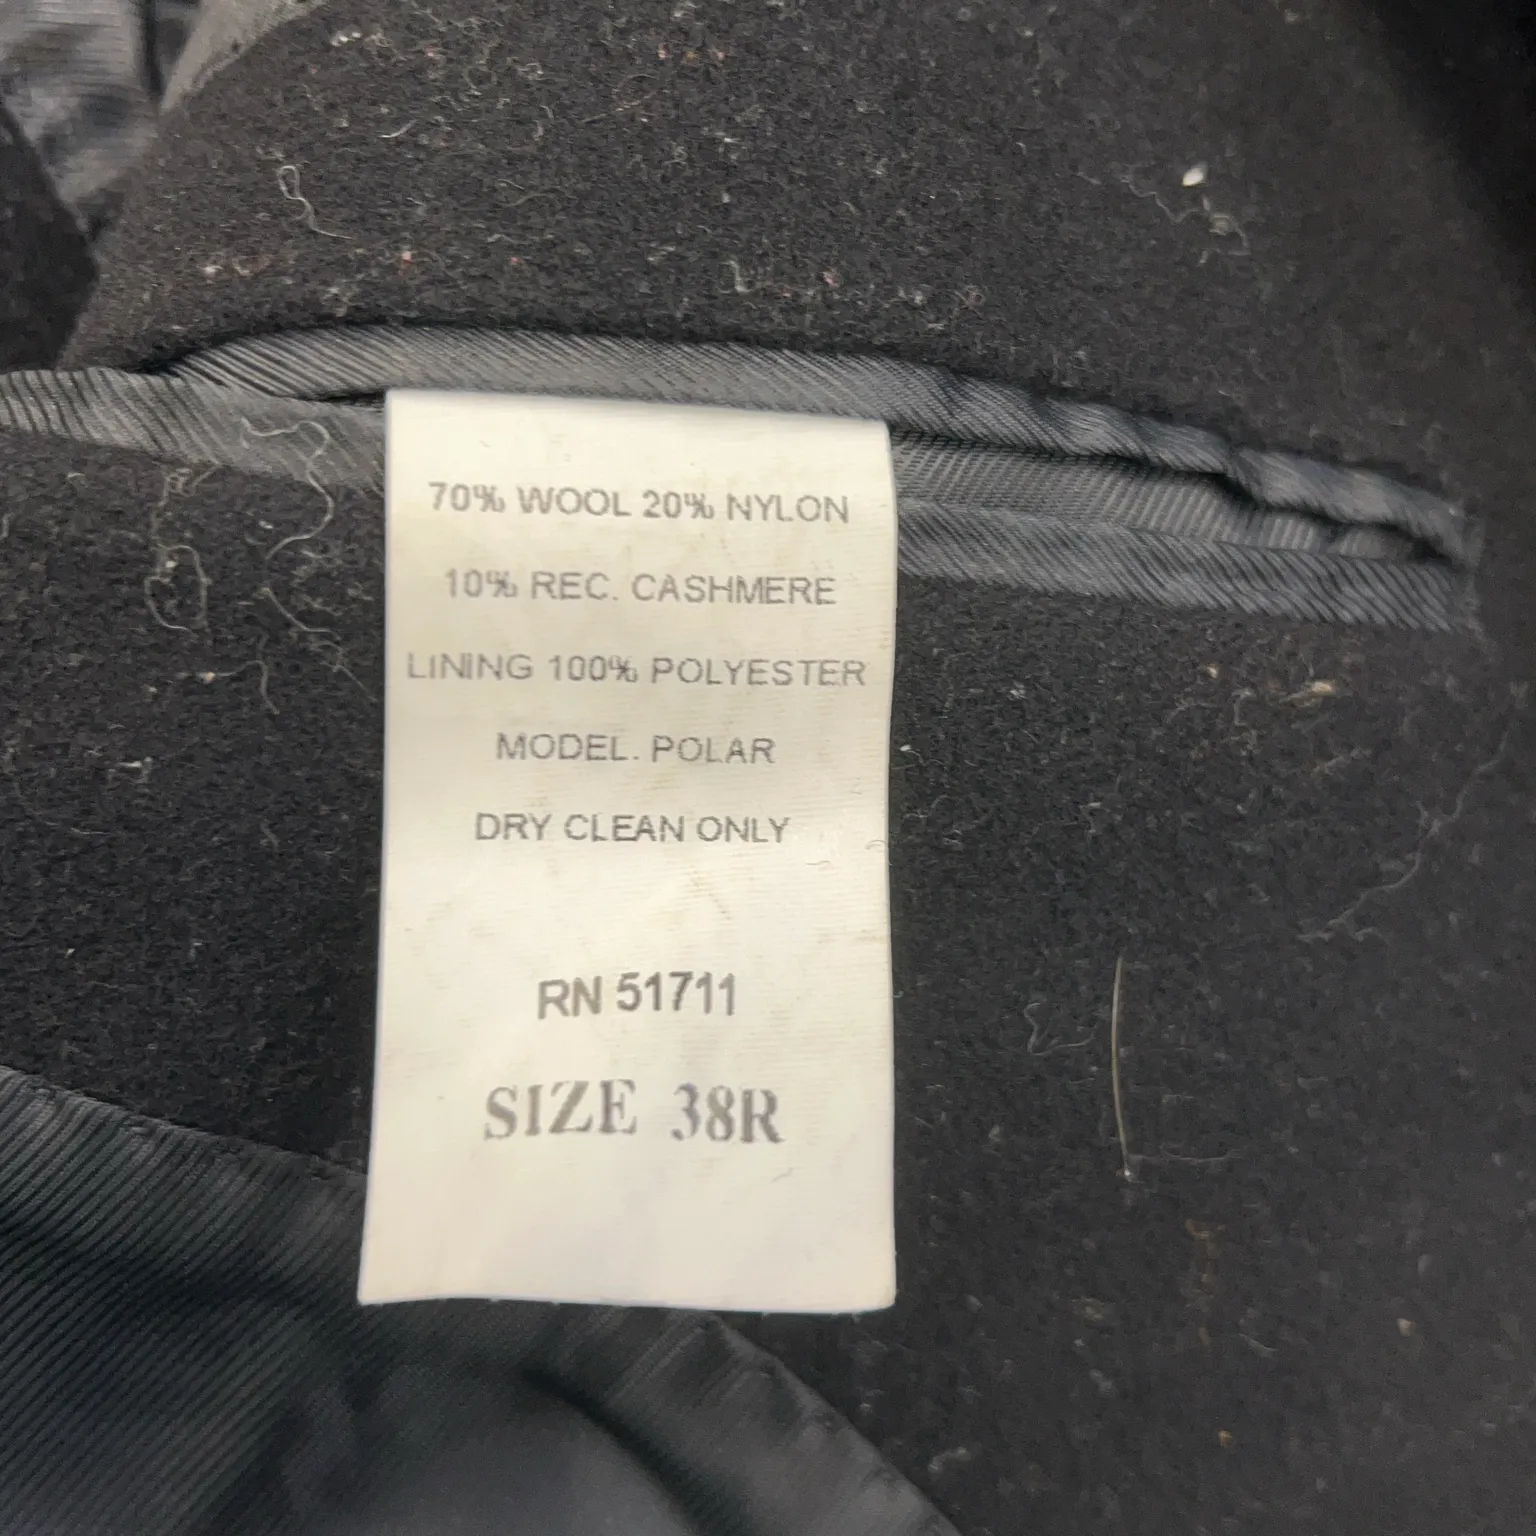 70% WOOL 20% NYLON
10% REC. CASHMERE
LINING 100% POLYESTER
MODEL. POLAR
DRY CLEAN ONLY
RN 51711
SIZE 38R